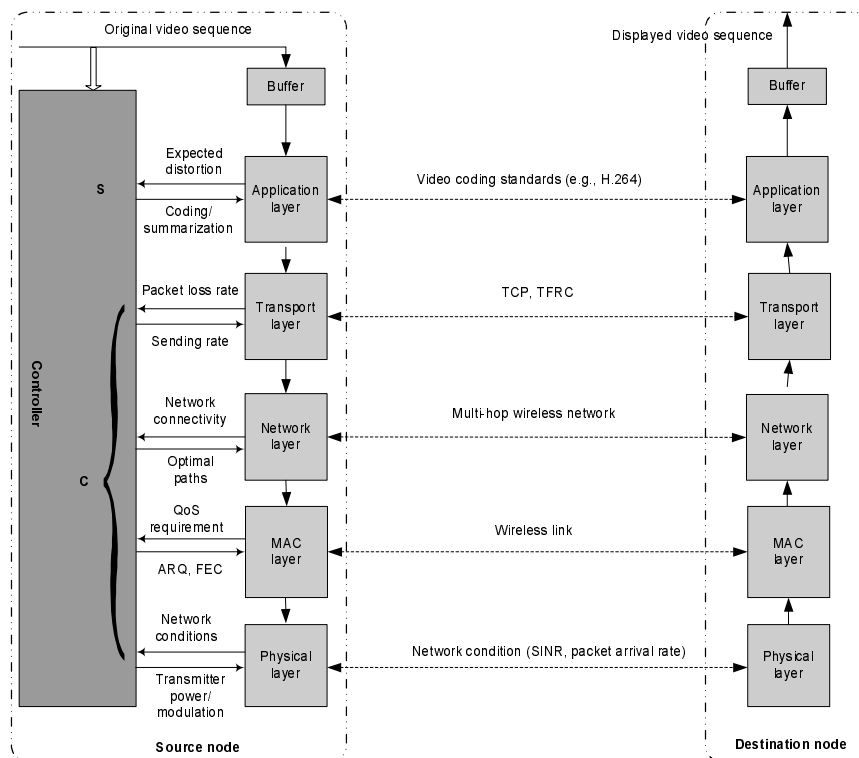 Original video sequence
Displayed video sequence
Buffer
Buffer
Expected
distortion
S
Application
layer
Coding/
summarization
Video coding standards (e.g., H.264)
Application
layer
Packet loss rate
Transport
layer
Sending rate
TCP, TFRC
Transport
layer
Controller
Network
connectivity
Network
layer
Optimal
paths
Multi-hop wireless network
Network
layer
C
QoS
requirement
MAC
layer
ARQ, FEC
Wireless link
MAC
layer
Network
conditions
Physical
layer
Transmitter
power/
modulation
Network condition (SINR, packet arrival rate)
Physical
layer
Source node
Destination node